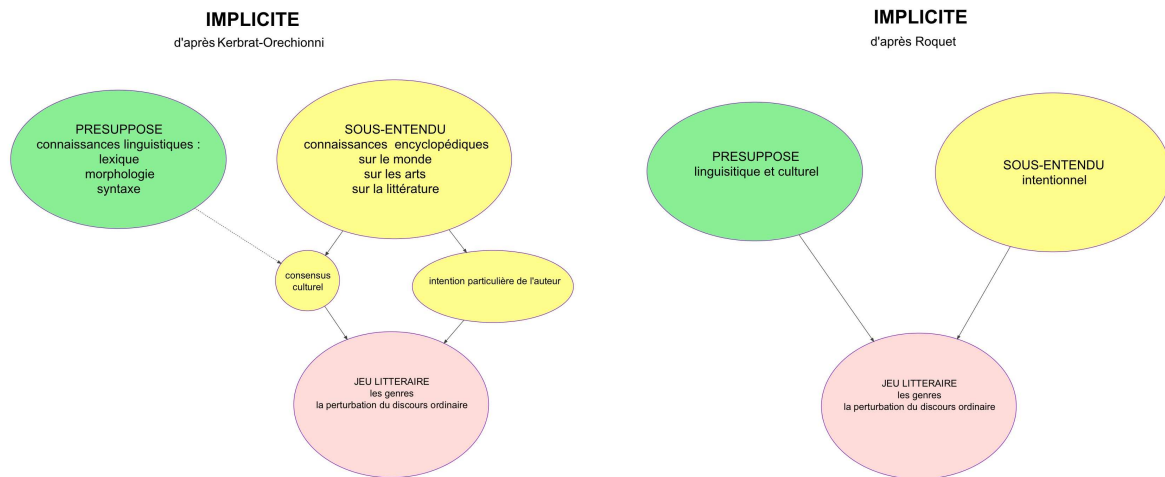 IMPLICITE
d'après Kerbrat-Orechionni
PRESUPPOSE
connaissances linguistiques :
lexique
morphologie
syntaxe
SOUS-ENTENDU
connaissances encyclopédiques
sur le monde
sur les arts
sur la littérature
consensus
culturel
intention particulière de l'auteur
JEU LITTERAIRE
les genres
la perturbation du discours ordinaire
IMPLICITE
d'après Roquet
PRESUPPOSE
linguisitique et culturel
SOUS-ENTENDU
intentionnel
JEU LITTERAIRE
les genres
la perturbation du discours ordinaire